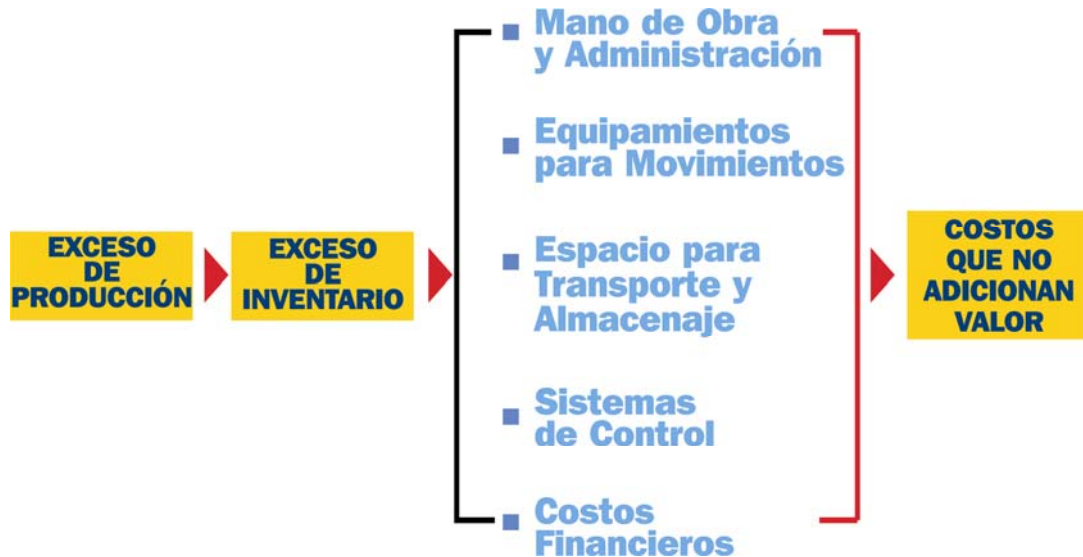 EXCESO
DE
PRODUCCIÓN
EXCESO
DE
INVENTARIO
Mano de Obra
y Administración
Equipamientos
para Movimientos
Espacio para
Transporte y
Almacenaje
Sistemas
de Control
Costos
Financieros
COSTOS
QUE NO
ADICIONAN
VALOR